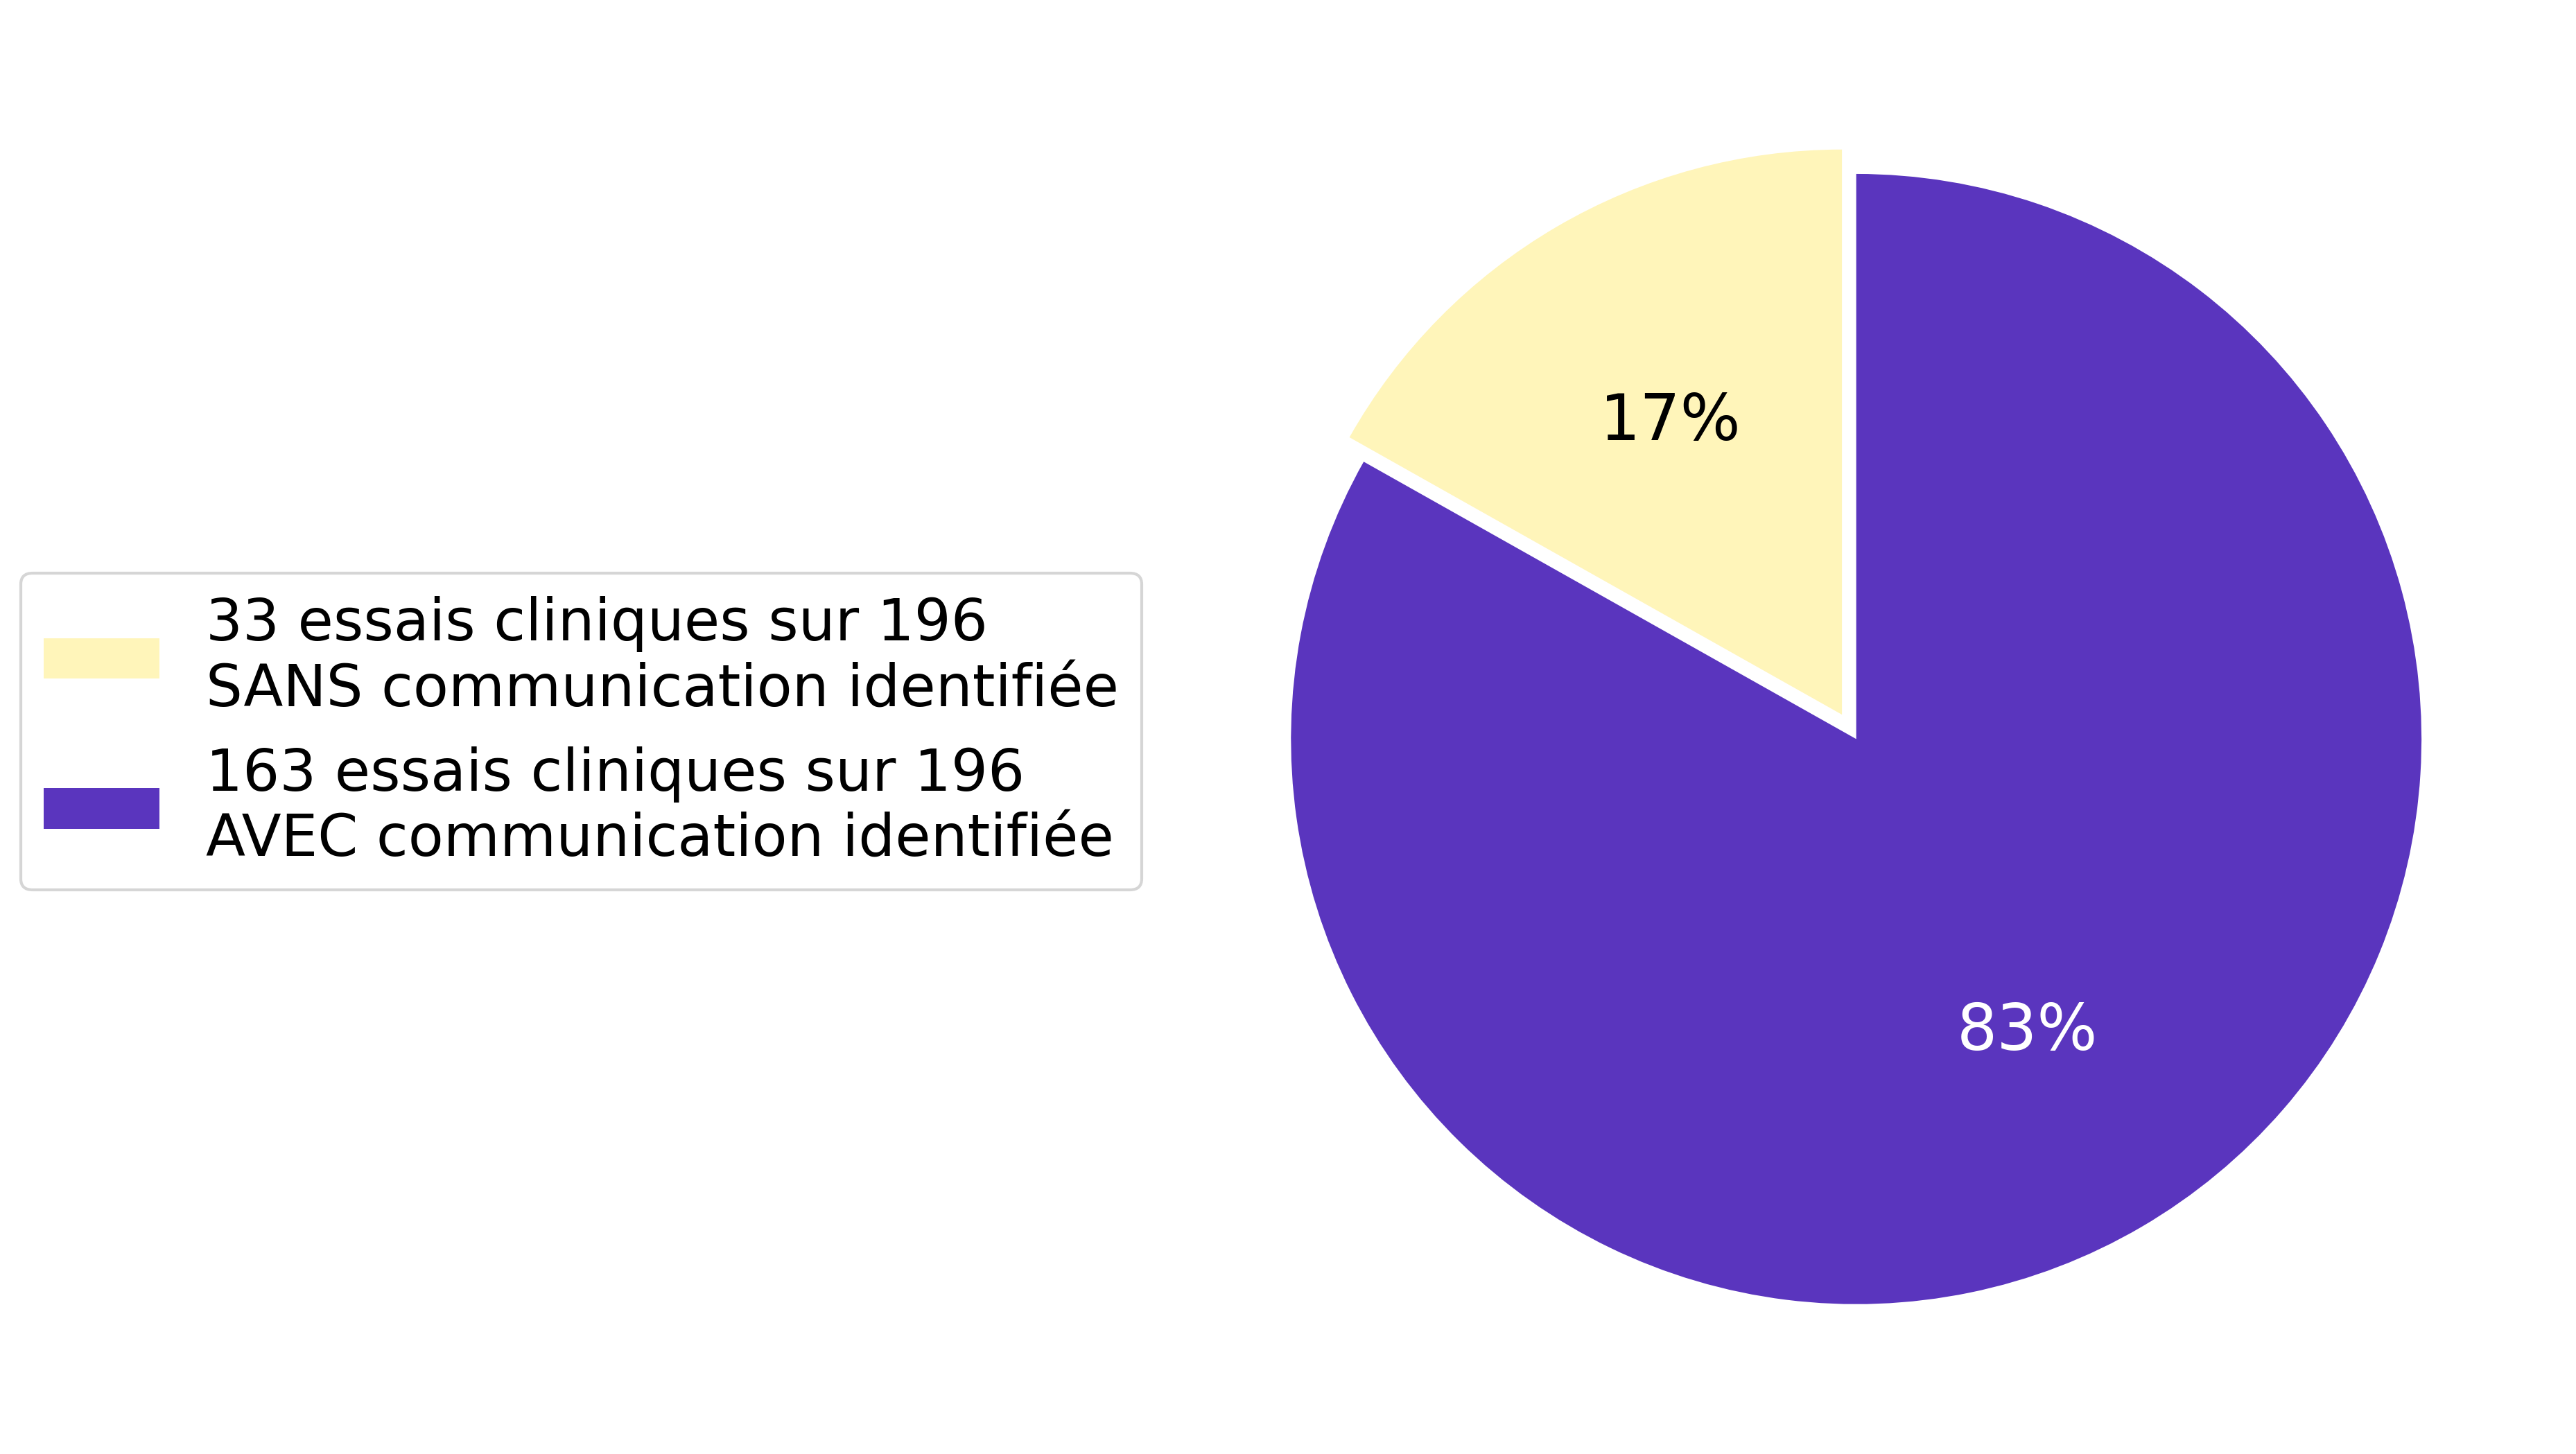 33 essais cliniques sur 196
SANS communication identifiée
163 essais cliniques sur 196
AVEC communication identifiée
17%
83%